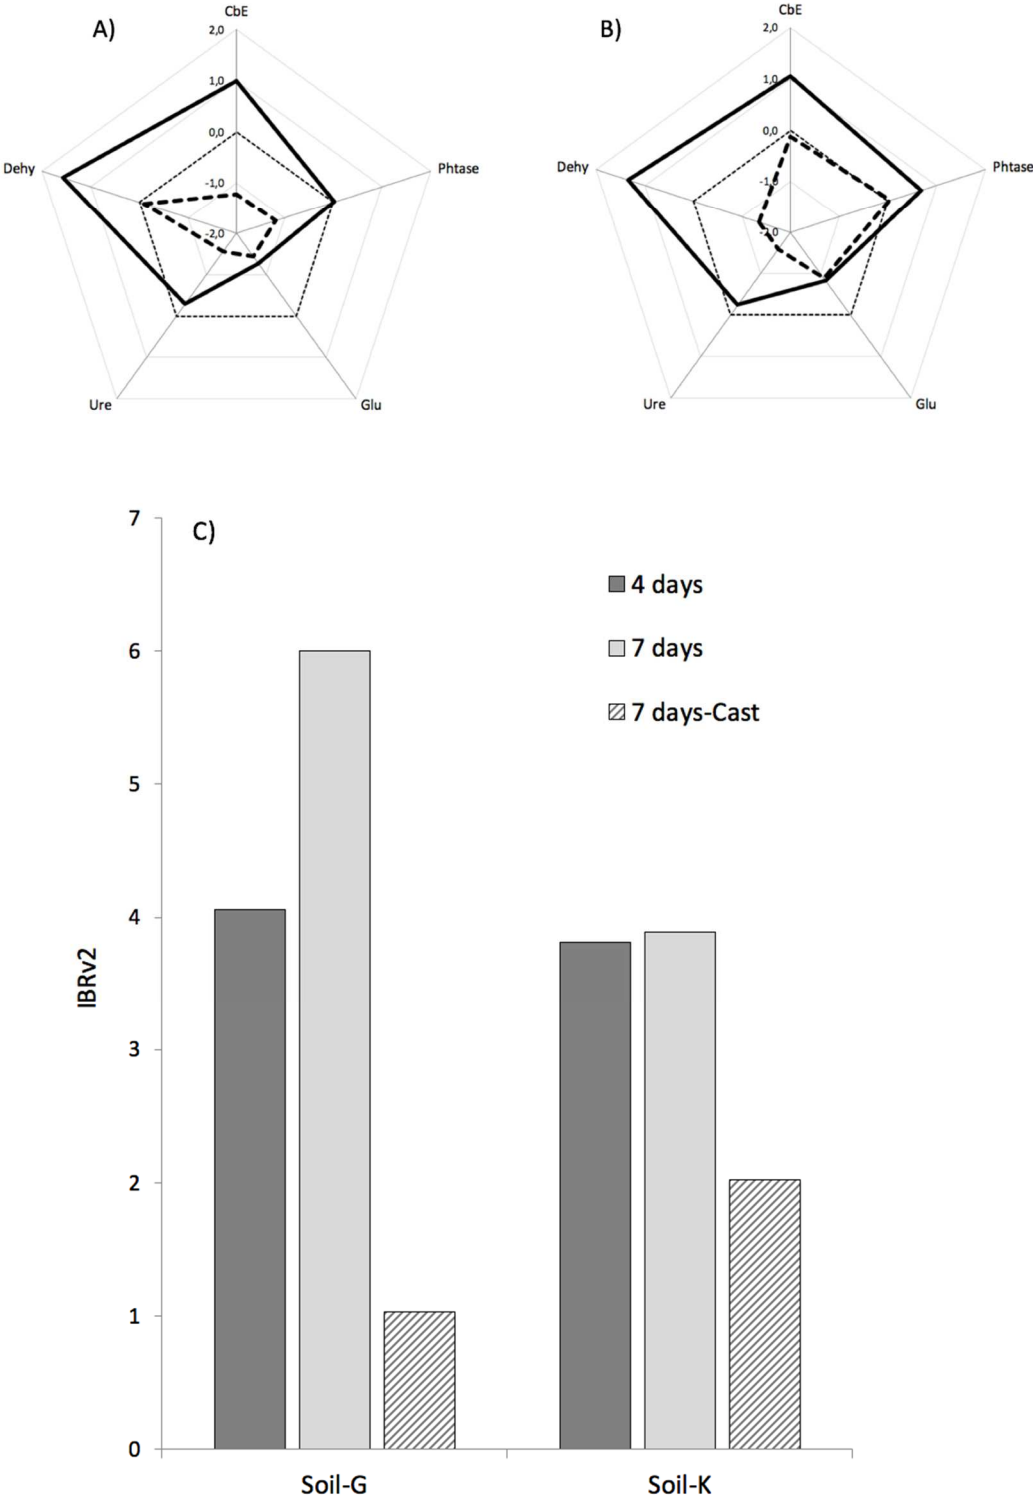 A)
CbE
2,0
1,0
0,0
-1,0
-2,0
Dehy
Phtase
Ure
Glu
B)
CbE
2,0
1,0
0,0
Dehy
Phtase
Ure
Glu
C)
7
6
5
4
3
2
1
0
IBRv2
4 days
7 days
7 days-Cast
Soil-G
Soil-K